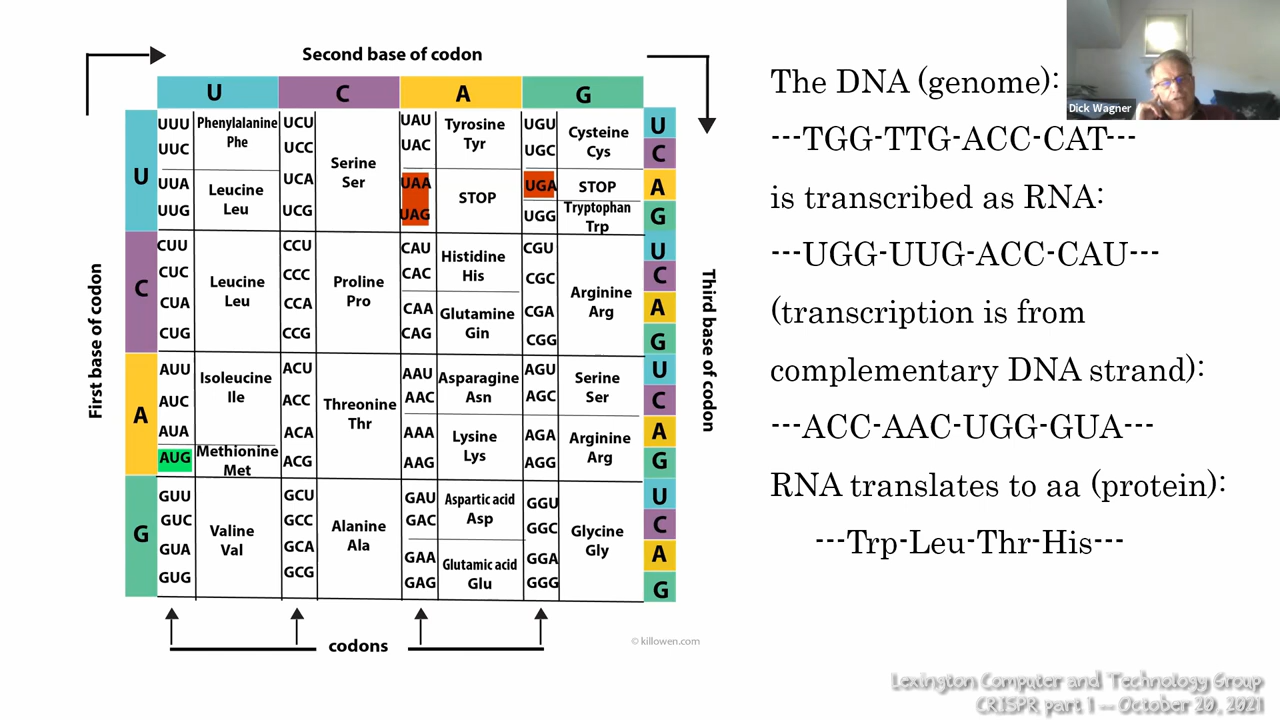 Second base of codon
U C A G
First base of codon
U
UUU
UUC
Phenylalanine
Phe
UUA
UUG
Leucine
Leu
UCU
UCC
UCA
UCG
Serine
Ser
UAU
UAC
Tyrosine
Tyr
UAA
UAG
STOP
UGU
UGC
Cysteine
Cys
UGA
STOP
UGG
Tryptophan
Trp
U
C
A
G
C
CUU
CUC
CUA
CUG
Leucine
Leu
CCU
CCC
CCA
CCG
Proline
Pro
CAU
CAC
Histidine
His
CAA
CAG
Glutamine
Gin
CGU
CGC
CGA
CGG
Arginine
Arg
U
C
A
G
A
AUU
AUC
AUA
Isoleucine
Ile
AUG
Methionine
Met
ACU
ACC
ACA
ACG
Threonine
Thr
AAU
AAC
Asparagine
Asn
AAA
AAG
Lysine
Lys
AGU
AGC
Serine
Ser
AGA
AGG
Arginine
Arg
U
C
A
G
G
GUU
GUC
GUA
GUG
Valine
Val
GCU
GCC
GCA
GCG
Alanine
Ala
GAU
GAC
Aspartic acid
Asp
GAA
GAG
Glutamic acid
Glu
GGU
GGC
GGA
GGG
Glycine
Gly
U
C
A
G
Third base of codon
codons
© killowen.com
The DNA (genome):
---TGG-TTG-ACC-CAT---
is transcribed as RNA:
---UGG-UUG-ACC-CAU---
(transcription is from
complementary DNA strand):
---ACC-AAC-UGG-GUA---
RNA translates to aa (protein):
---Trp-Leu-Thr-His---
Dick Wagner
Lexington Computer and Technology Group
CRISPR part 1 -- October 20, 2021